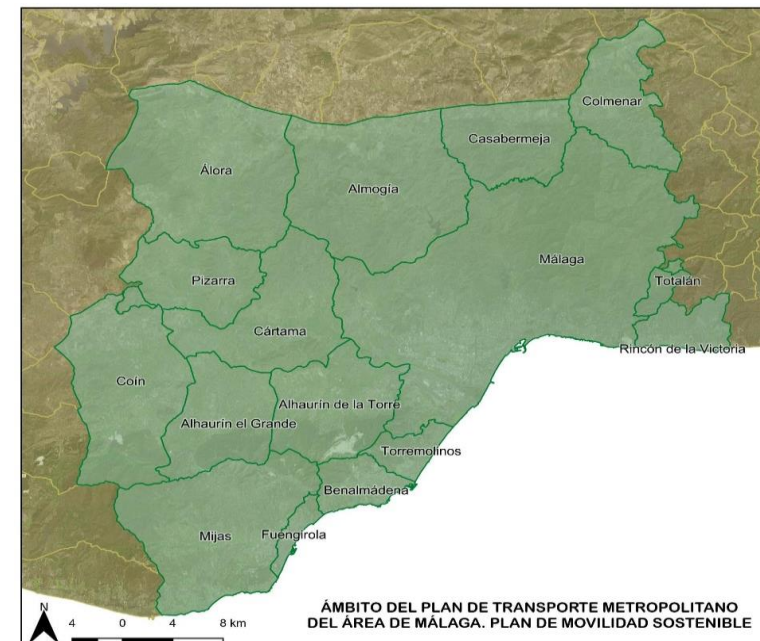 Colmenar
Casabermeja
Álora
Almogía
Málaga
Pizarra
Totalán
Cártama
Rincón de la Victoria
Coín
Alhaurín de la Torre
Alhaurín el Grande
Torremolinos
Benalmádena
Mijas
Fuengirola
N
4 0 4 8 km
ÁMBITO DEL PLAN DE TRANSPORTE METROPOLITANO
DEL ÁREA DE MÁLAGA. PLAN DE MOVILIDAD SOSTENIBLE